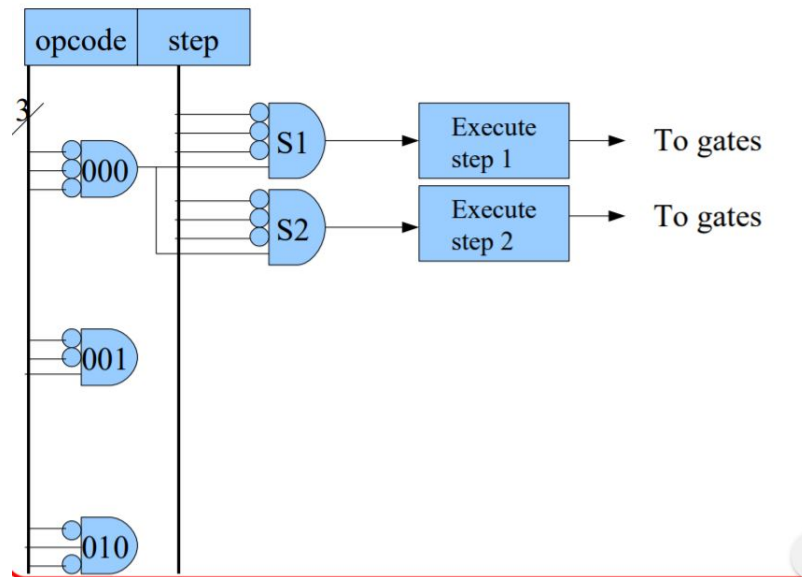 opcode step
3
S1
Execute
step 1
To gates
000
S2
Execute
step 2
To gates
001
010